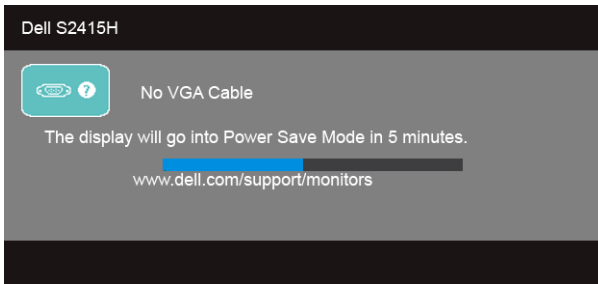 Dell S2415H
No VGA Cable
The display will go into Power Save Mode in 5 minutes.
www.dell.com/support/monitors